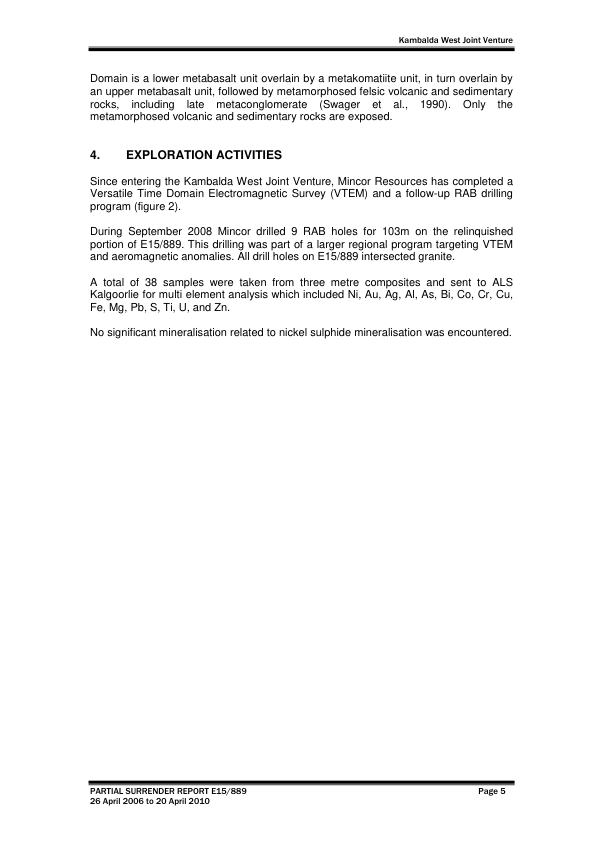 Kambalda West Joint Venture
Domain is a lower metabasalt unit overlain by a metakomatiite unit, in turn overlain by
an upper metabasalt unit, followed by metamorphosed felsic volcanic and sedimentary
rocks, including late metaconglomerate (Swager et al., 1990). Only the
metamorphosed volcanic and sedimentary rocks are exposed.
4. EXPLORATION ACTIVITIES
Since entering the Kambalda West Joint Venture, Mincor Resources has completed a
Versatile Time Domain Electromagnetic Survey (VTEM) and a follow-up RAB drilling
program (figure 2).
During September 2008 Mincor drilled 9 RAB holes for 103m on the relinquished
portion of E15/889. This drilling was part of a larger regional program targeting VTEM
and aeromagnetic anomalies. All drill holes on E15/889 intersected granite.
A total of 38 samples were taken from three metre composites and sent to ALS
Kalgoorlie for multi element analysis which included Ni, Au, Ag, Al, As, Bi, Co, Cr, Cu,
Fe, Mg, Pb, S, Ti, U, and Zn.
No significant mineralisation related to nickel sulphide mineralisation was encountered.
PARTIAL SURRENDER REPORT E15/889 Page 5
26 April 2006 to 20 April 2010